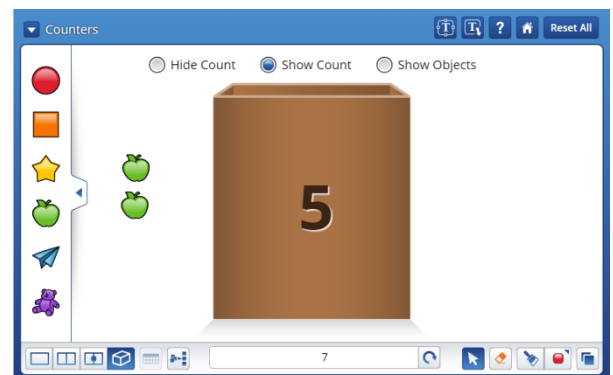 Counters
T T ? Reset All
Hide Count Show Count Show Objects
5
7